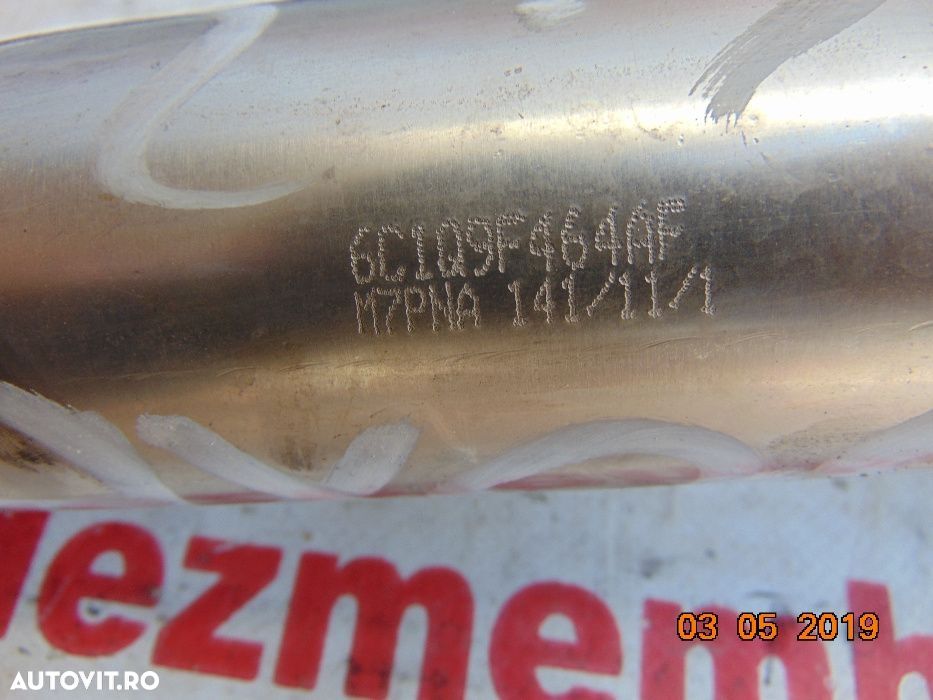 6C1Q9F464AF
M7PNA 141/11/1
dezmemb
03 05 2019
AUTOVIT.RO